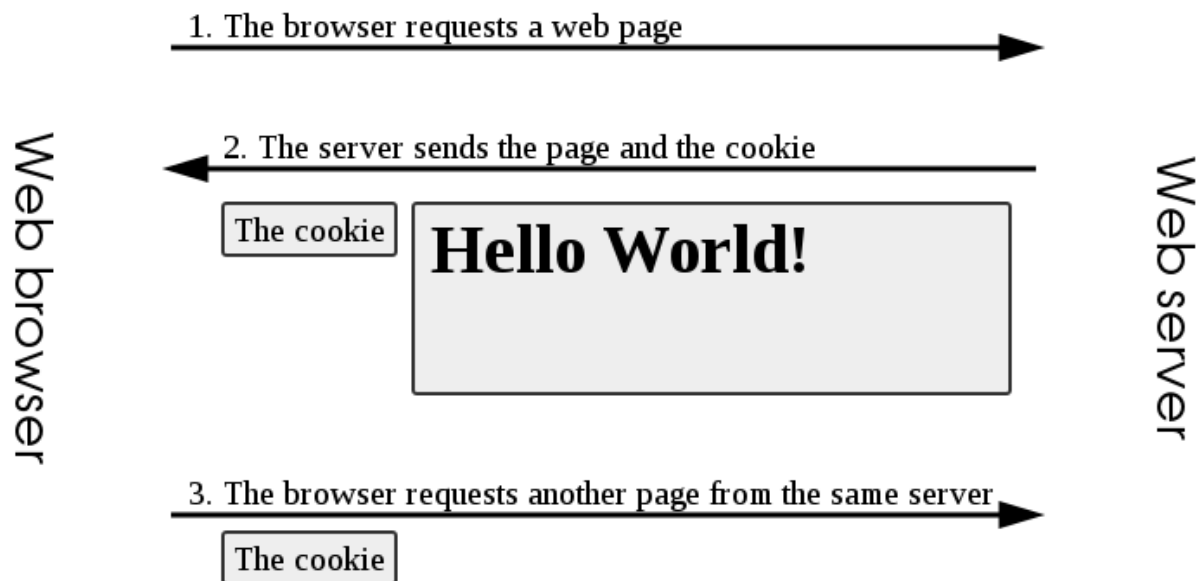 1. The browser requests a web page
2. The server sends the page and the cookie
The cookie
Hello World!
Web browser
Web server
3. The browser requests another page from the same server
The cookie